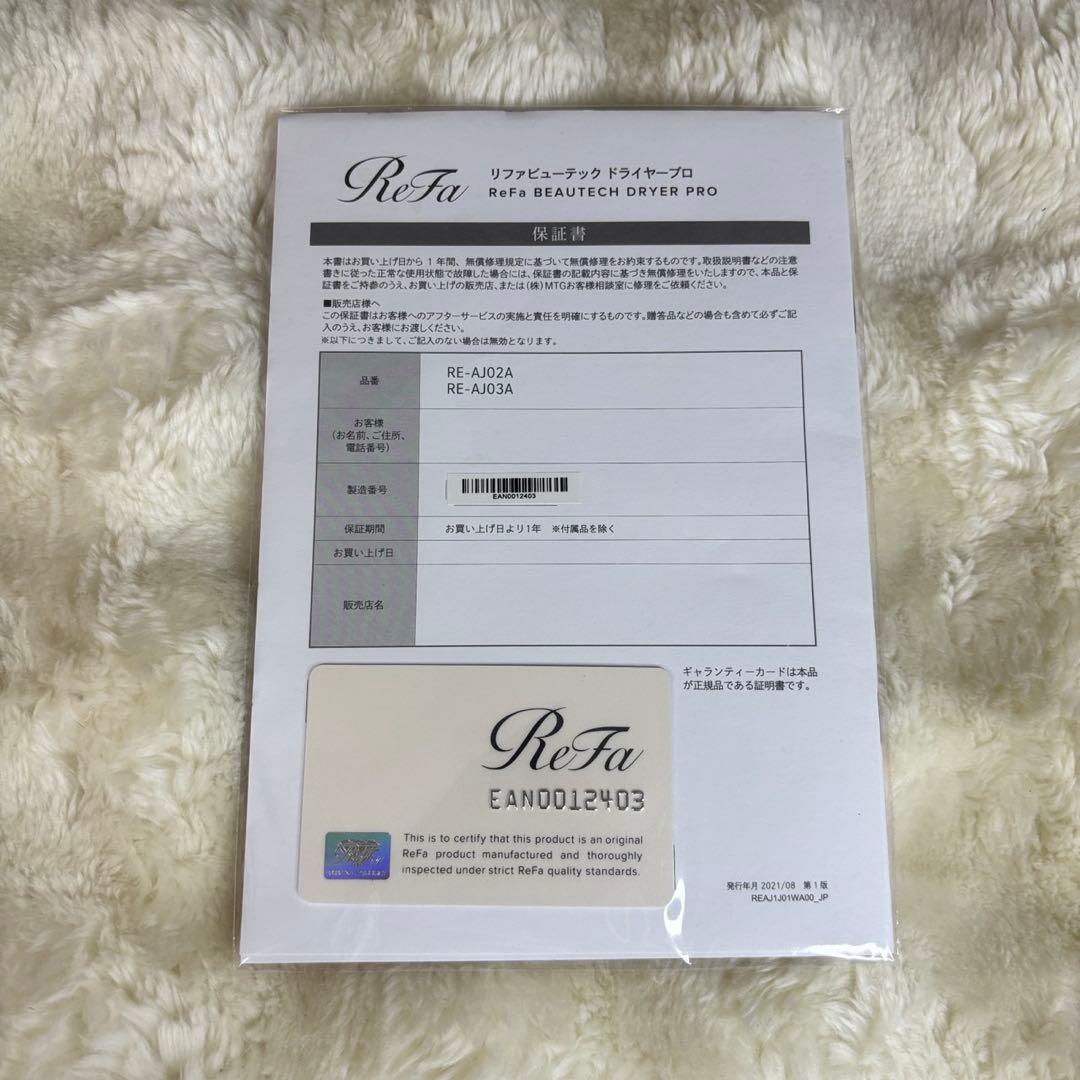 ReFa
リファビューテック ドライヤープロ
ReFa BEAUTECH DRYER PRO
保証書
本書はお買い上げ日から1年間、無償修理規定に基づいて無償修理をお約束するものです。取扱説明書などの注意
書きに従った正常な使用状態で故障した場合には、保証書の記載内容に基づき無償修理をいたしますので、本品と保
証書をご持参のうえ、お買い上げの販売店、または(株)MTGお客様相談室に修理をご依頼ください。
■販売店様へ
この保証書はお客様へのアフターサービスの実施と責任を明確にするものです。贈答品などの場合も含めて必ずご記
入のうえ、お客様にお渡しください。
※以下につきまして、ご記入のない場合は無効となります。
品番
RE-AJ02A
RE-AJ03A
お客様
(お名前、ご住所、
電話番号)
製造番号
EAN0012403
保証期間
お買い上げ日より1年 ※付属品を除く
お買い上げ日
販売店名
ギャランティーカードは本品
が正規品である証明書です。
ReFa
EAN0012403
This is to certify that this product is an original
ReFa product manufactured and thoroughly
inspected under strict ReFa quality standards.
発行年月 2021/08 第1版
REAJ1J01WA00_JP